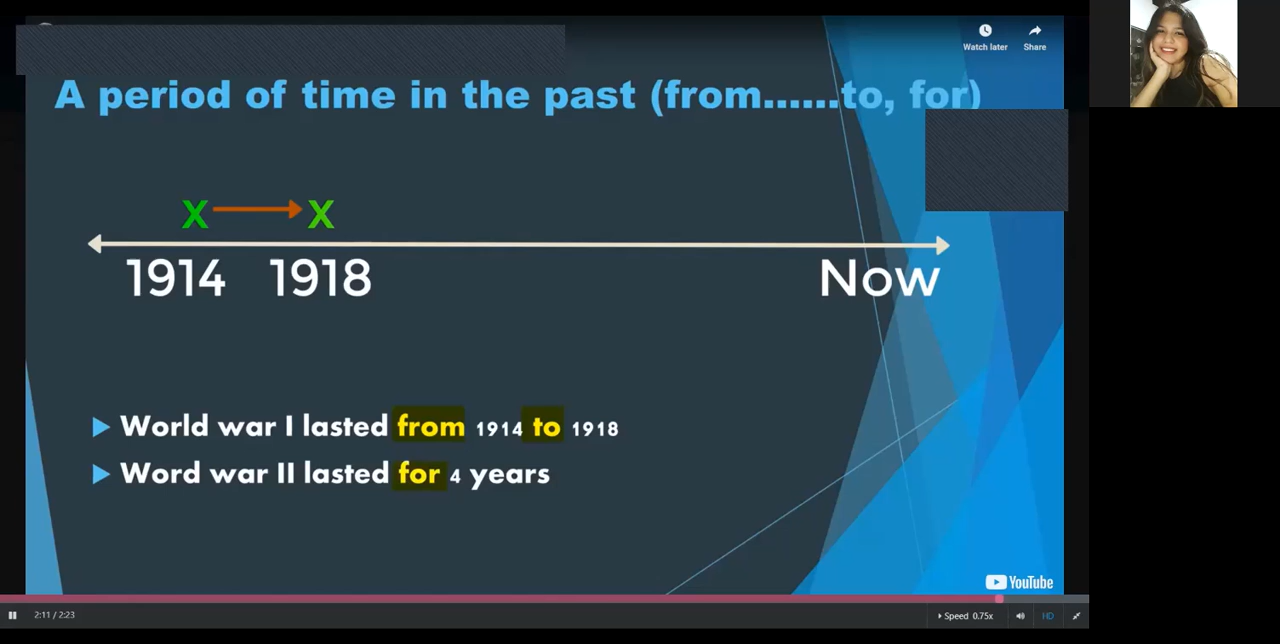 Watch later
Share
A period of time in the past (from......to, for)
X X
1914 1918 Now
World war I lasted from 1914 to 1918
Word war II lasted for 4 years
YouTube
2:11 / 2:23
Speed 0.75x
HD